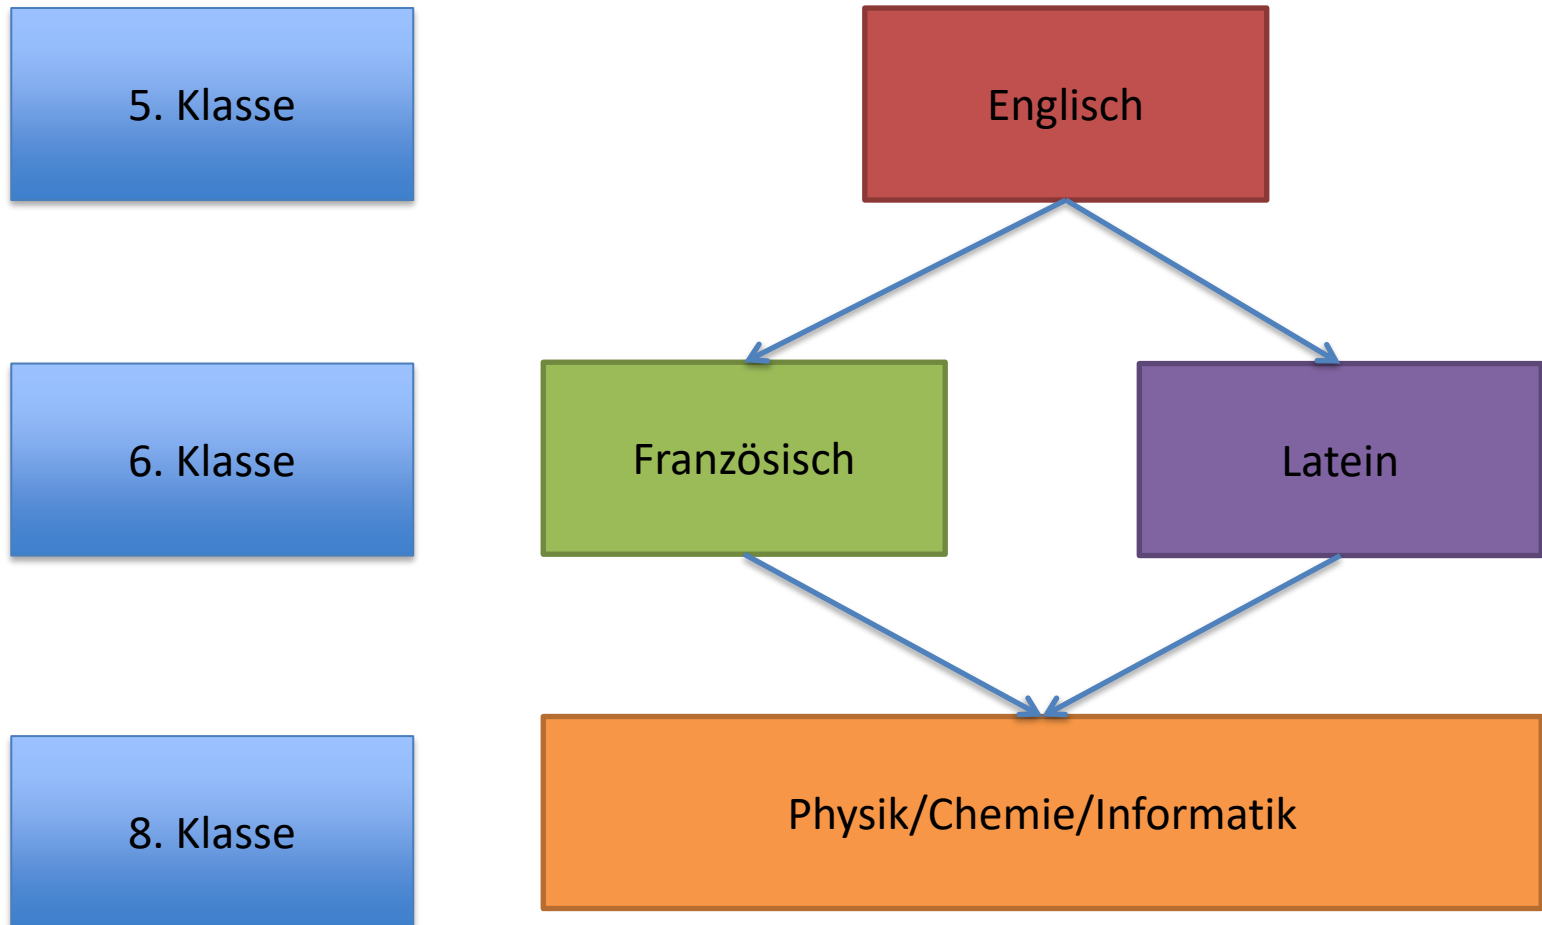 5. Klasse
Englisch
6. Klasse
Französisch
Latein
8. Klasse
Physik/Chemie/Informatik